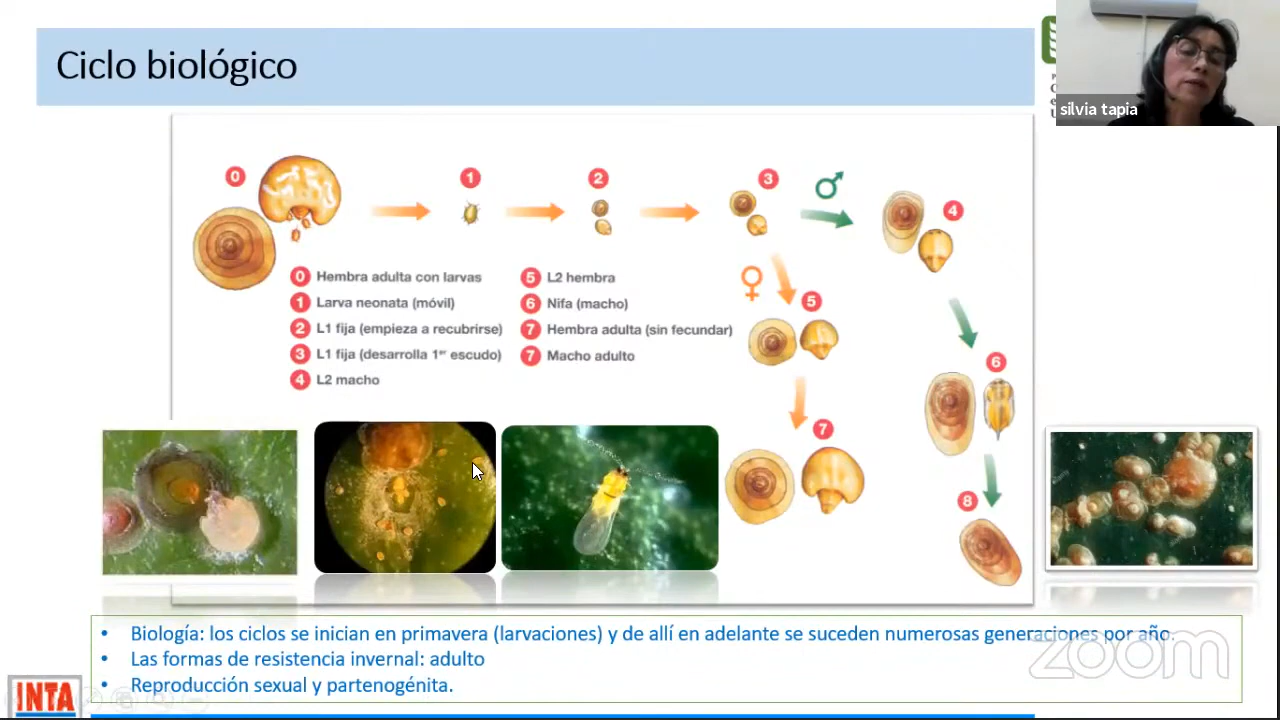 Ciclo biológico
silvia tapia
0
1
2
3
4
0 Hembra adulta con larvas
1 Larva neonata (móvil)
2 L1 fija (empieza a recubrirse)
3 L1 fija (desarrolla 1er escudo)
4 L2 macho
5 L2 hembra
6 Nifa (macho)
7 Hembra adulta (sin fecundar)
7 Macho adulto
5
6
7
8
• Biología: los ciclos se inician en primavera (larvaciones) y de allí en adelante se suceden numerosas generaciones por año.
• Las formas de resistencia invernal: adulto
• Reproducción sexual y partenogénita.
zoom
INTA